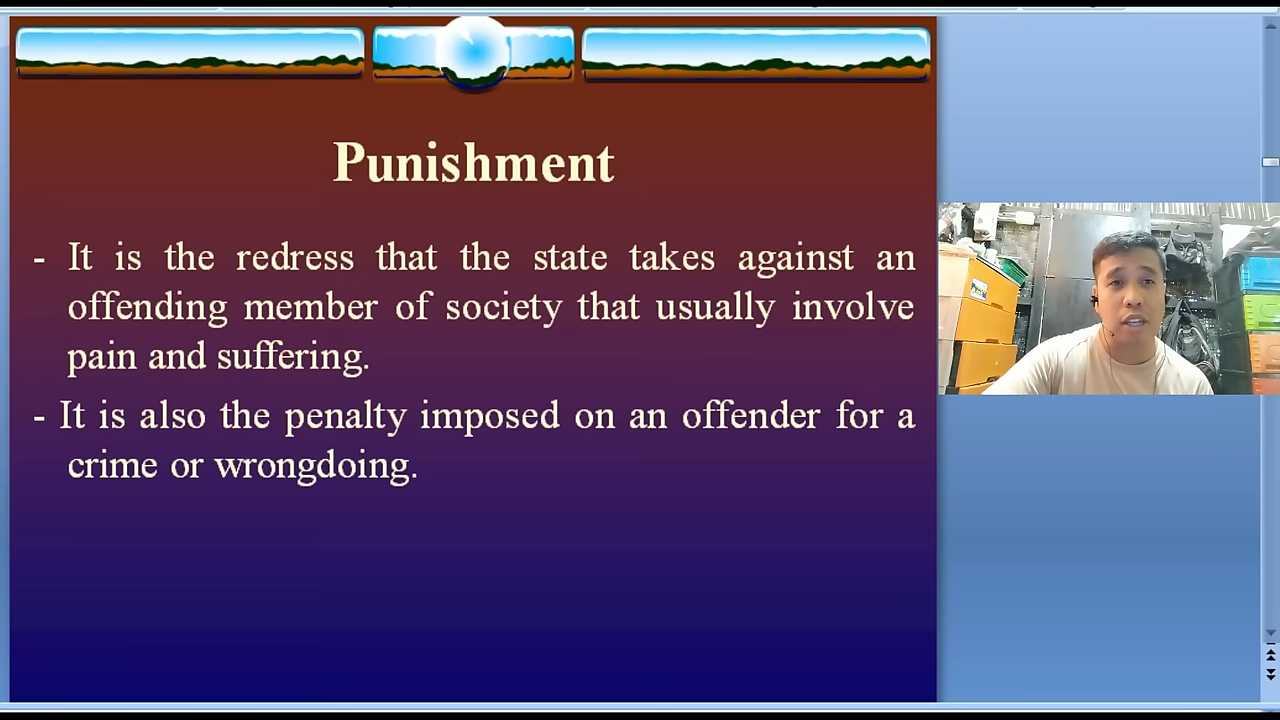 Punishment
- It is the redress that the state takes against an
offending member of society that usually involve
pain and suffering.
- It is also the penalty imposed on an offender for a
crime or wrongdoing.